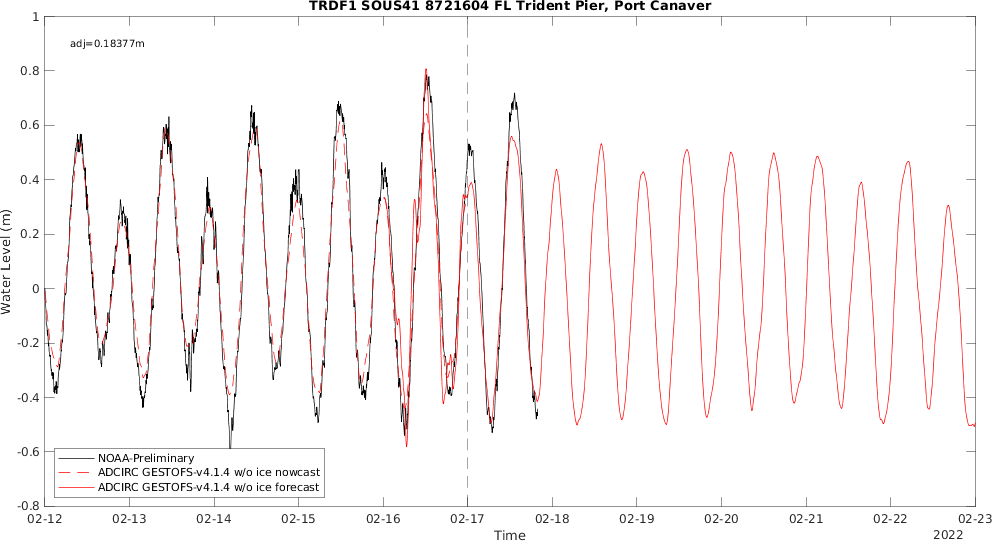 TRDF1 SOUS41 8721604 FL Trident Pier, Port Canaver
adj=0.18377m
1
0.8
0.6
0.4
0.2
0
-0.2
-0.4
-0.6
-0.8
Water Level (m)
NOAA-Preliminary
ADCIRC GESTOFS-v4.1.4 w/o ice nowcast
ADCIRC GESTOFS-v4.1.4 w/o ice forecast
02-12 02-13 02-14 02-15 02-16 02-17 02-18 02-19 02-20 02-21 02-22 02-23
Time
2022